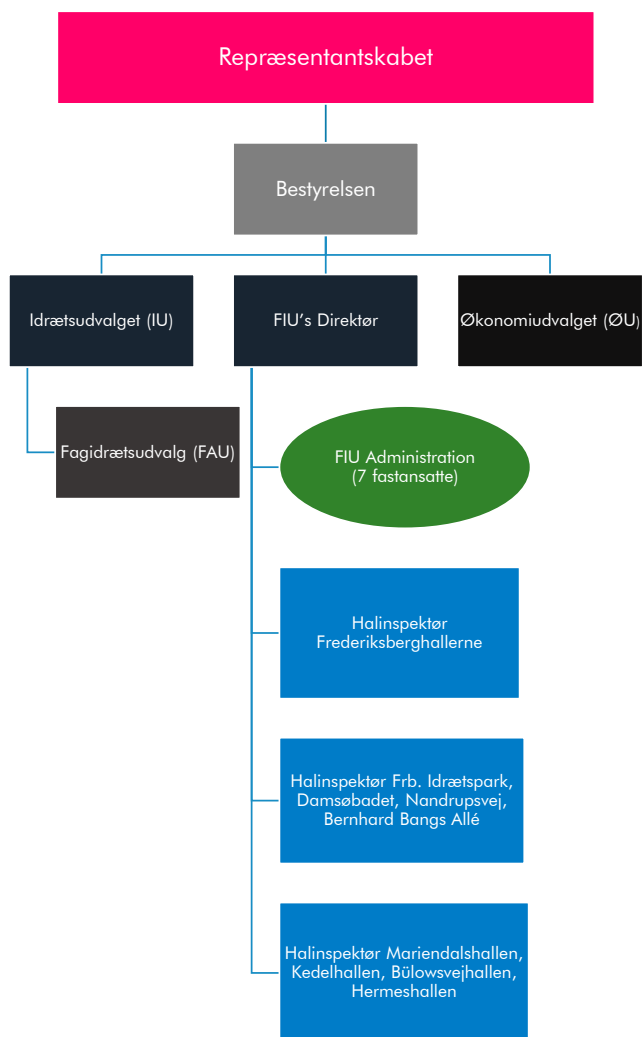 Repræsentantskabet
Bestyrelsen
Idrætsudvalget (IU)
FIU's Direktør
Økonomiudvalget (ØU)
Fagidrætsudvalg (FAU)
FIU Administration
(7 fastansatte)
Halinspektør
Frederiksberghallerne
Halinspektør Frb. Idrætspark,
Damsøbadet, Nandrupsvej,
Bernhard Bangs Allé
Halinspektør Mariendalshallen,
Kedelhallen, Bülowsvejhallen,
Hermeshallen